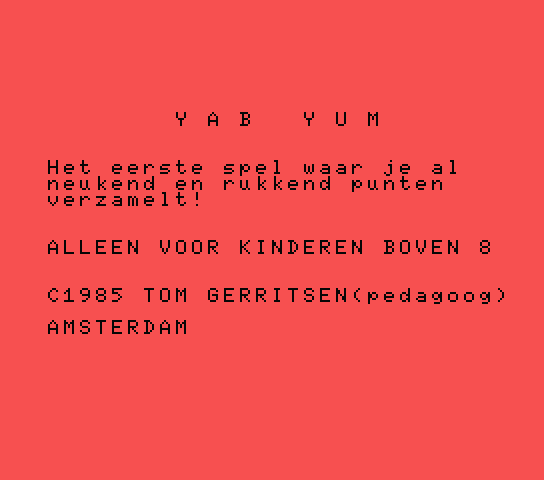 Y A B   Y U M
Het eerste spel waar je al
neukend en rukkend punten
verzamelt!
ALLEEN VOOR KINDEREN BOVEN 8
C1985 TOM GERRITSEN(pedagoog)
AMSTERDAM